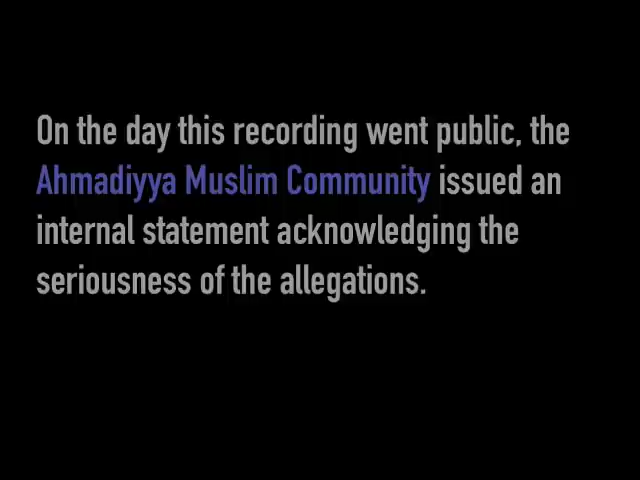 On the day this recording went public, the
Ahmadiyya Muslim Community issued an
internal statement acknowledging the
seriousness of the allegations.